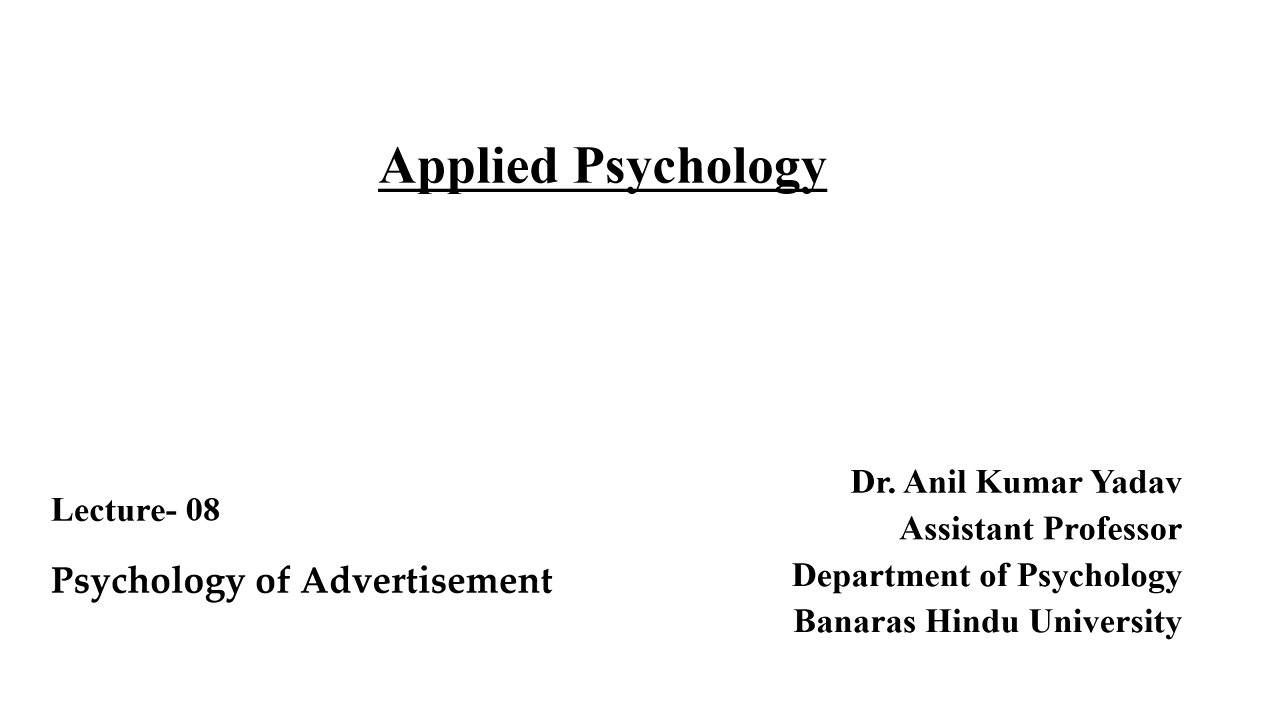 Applied Psychology
Lecture- 08
Psychology of Advertisement
Dr. Anil Kumar Yadav
Assistant Professor
Department of Psychology
Banaras Hindu University